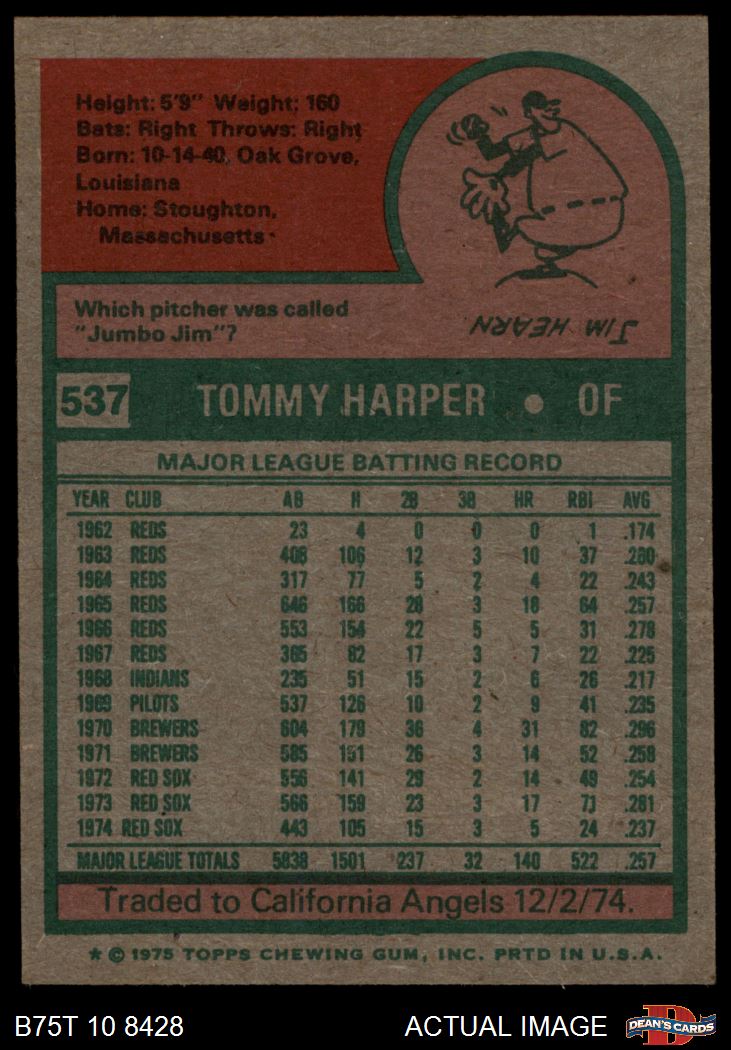 Height: 5'9" Weight: 160
Bats: Right Throws: Right
Born: 10-14-40, Oak Grove,
Louisiana
Home: Stoughton,
Massachusetts
Which pitcher was called
"Jumbo Jim"?
JIM HEARN
537 TOMMY HARPER • OF
MAJOR LEAGUE BATTING RECORD
YEAR CLUB AB H 2B 3B HR RBI AVG
1962 REDS 23 4 0 0 0 1 .174
1963 REDS 408 106 12 3 10 37 .260
1964 REDS 317 77 5 2 4 22 .243
1965 REDS 646 166 28 3 18 64 .257
1966 REDS 553 154 22 5 5 31 .278
1967 REDS 365 82 17 3 7 22 .225
1968 INDIANS 235 51 15 2 6 26 .217
1969 PILOTS 537 126 10 2 9 41 .235
1970 BREWERS 604 179 36 4 31 82 .296
1971 BREWERS 585 151 26 3 14 52 .258
1972 RED SOX 556 141 29 2 14 49 .254
1973 RED SOX 566 159 23 3 17 71 .281
1974 RED SOX 443 105 15 3 5 24 .237
MAJOR LEAGUE TOTALS 5838 1501 237 32 140 522 .257
Traded to California Angels 12/2/74.
* © 1975 TOPPS CHEWING GUM, INC. PRTD IN U.S.A.
B75T 10 8428 ACTUAL IMAGE DEAN'S CARDS